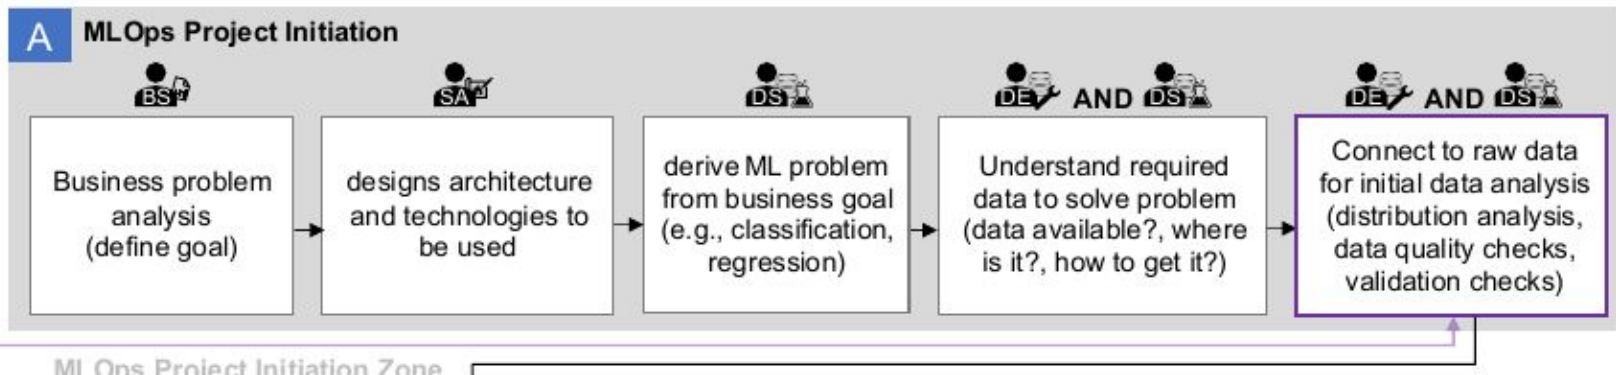 A
MLOps Project Initiation
BS
SA
DS
DE AND DS
DE AND DS
Business problem
analysis
(define goal)
designs architecture
and technologies to
be used
derive ML problem
from business goal
(e.g., classification,
regression)
Understand required
data to solve problem
(data available?, where
is it?, how to get it?)
Connect to raw data
for initial data analysis
(distribution analysis,
data quality checks,
validation checks)
MLOps Project Initiation Zone